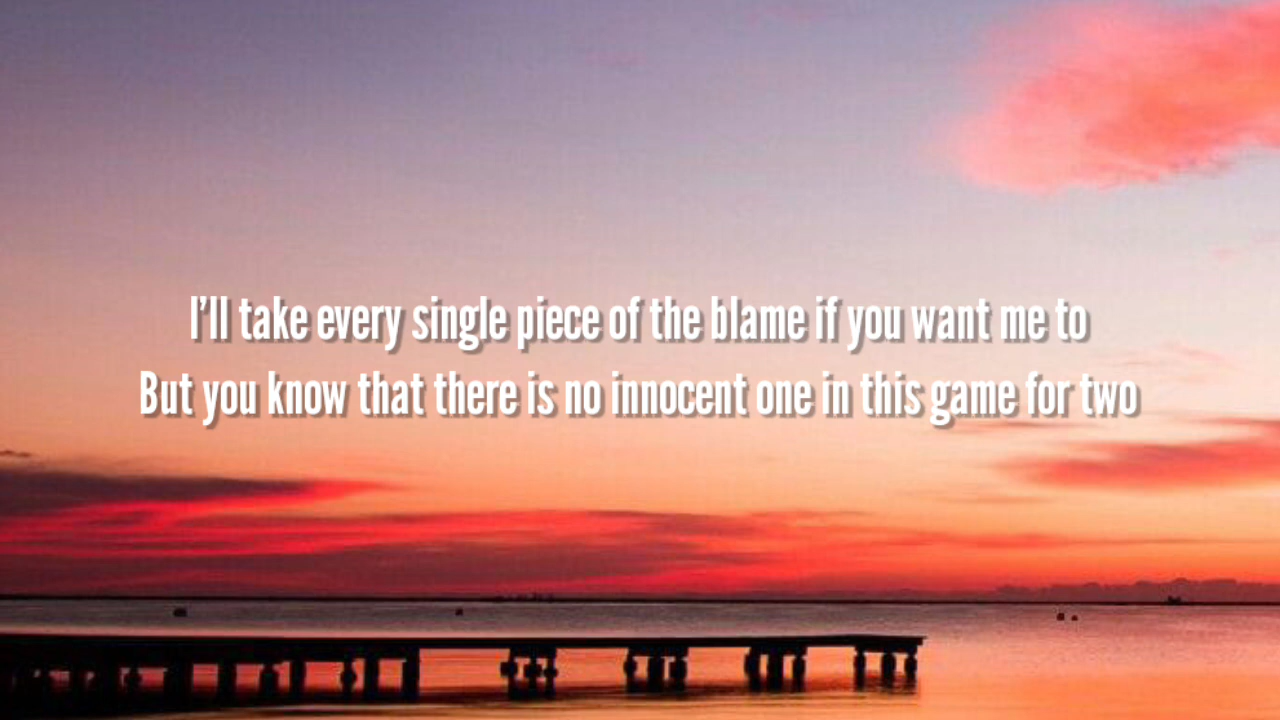 I'll take every single piece of the blame if you want me to
But you know that there is no innocent one in this game for two